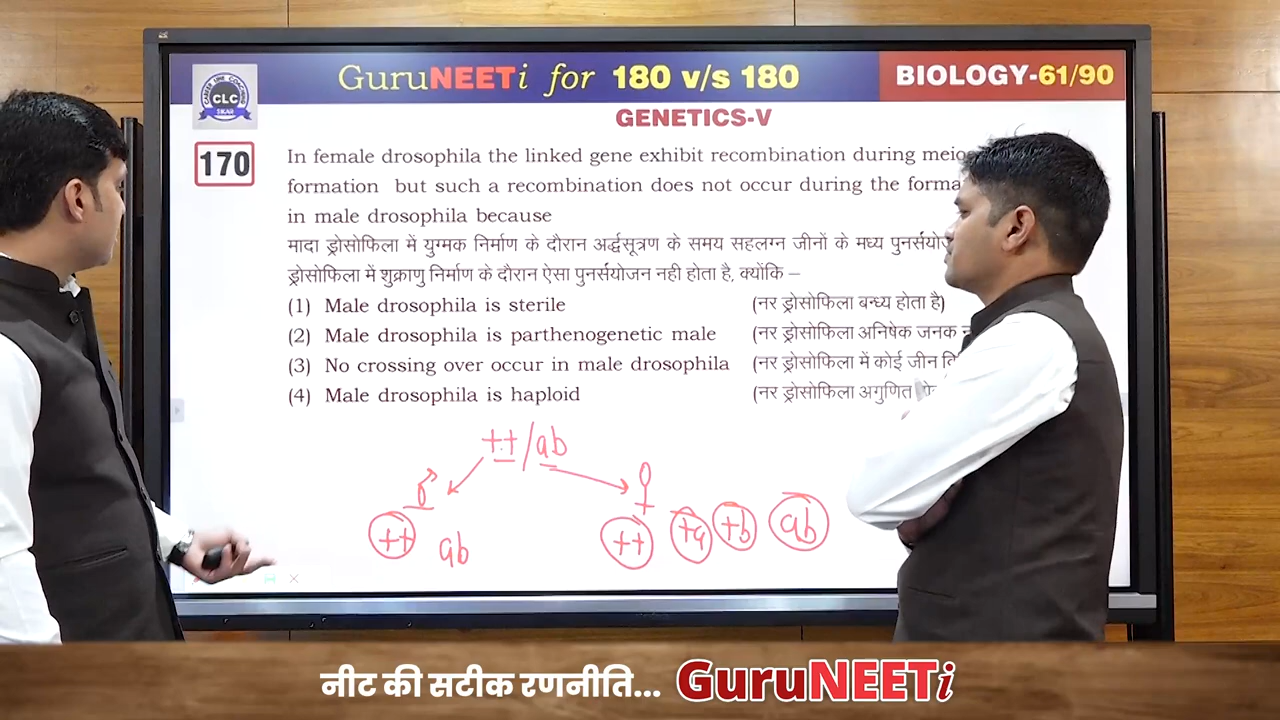 GuruNEETi for 180 v/s 180
BIOLOGY-61/90
CAREER LINE COACHING
CLC
SIKAR
GENETICS-V
170
In female drosophila the linked gene exhibit recombination during
formation but such a recombination does not occur during the
in male drosophila because
मादा ड्रोसोफिला में युग्मक निर्माण के दौरान अर्द्धसूत्रण के समय सहलग्न जीनों के मध्य
ड्रोसोफिला में शुक्राणु निर्माण के दौरान ऐसा पुनर्संयोजन नही होता है, क्योंकि –
(1) Male drosophila is sterile (नर ड्रोसोफिला बन्ध्य होता है)
(2) Male drosophila is parthenogenetic male (नर ड्रोसोफिला अनिषेक जनक
(3) No crossing over occur in male drosophila (नर ड्रोसोफिला में कोई जीन
(4) Male drosophila is haploid (नर ड्रोसोफिला अगुणित
++/ab
♂ ♀
++ ab ++ +a +b ab
नीट की सटीक रणनीति... GuruNEETi